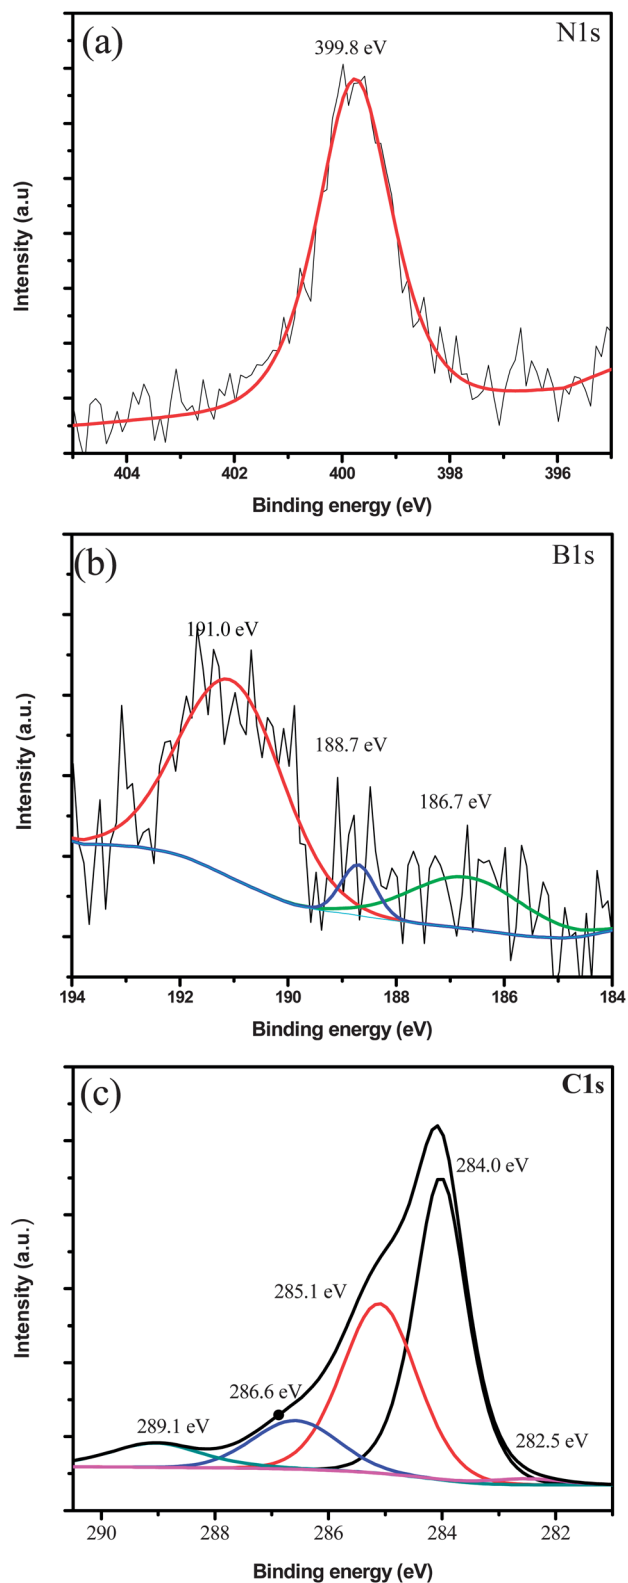 (a)
N1s
399.8 eV
Intensity (a.u)
404 402 400 398 396
Binding energy (eV)
(b)
B1s
191.0 eV
188.7 eV
186.7 eV
Intensity (a.u.)
194 192 190 188 186 184
Binding energy (eV)
(c)
C1s
284.0 eV
285.1 eV
286.6 eV
289.1 eV
282.5 eV
Intensity (a.u.)
290 288 286 284 282
Binding energy (eV)